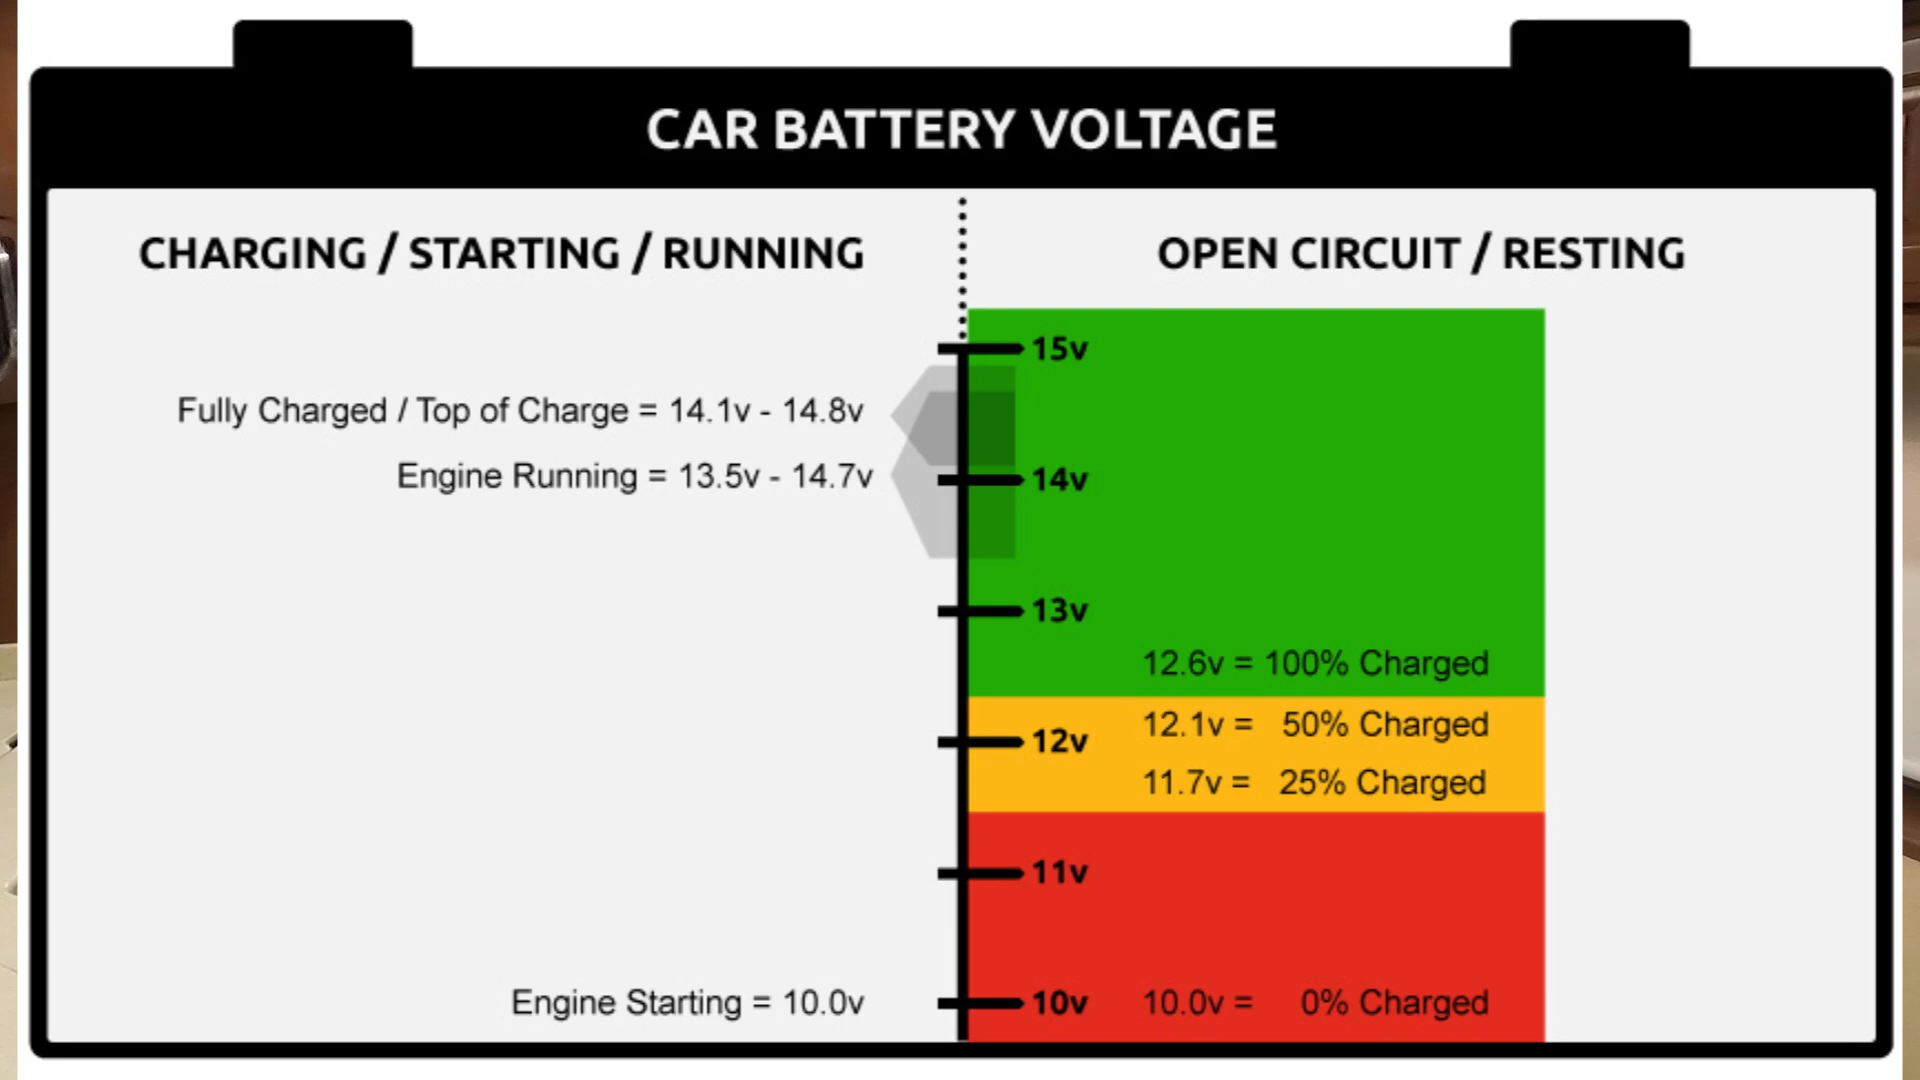 CAR BATTERY VOLTAGE
CHARGING / STARTING / RUNNING
Fully Charged / Top of Charge = 14.1v - 14.8v
Engine Running = 13.5v - 14.7v
Engine Starting = 10.0v
OPEN CIRCUIT / RESTING
15v
14v
13v
12.6v = 100% Charged
12.1v = 50% Charged
12v
11.7v = 25% Charged
11v
10v 10.0v = 0% Charged